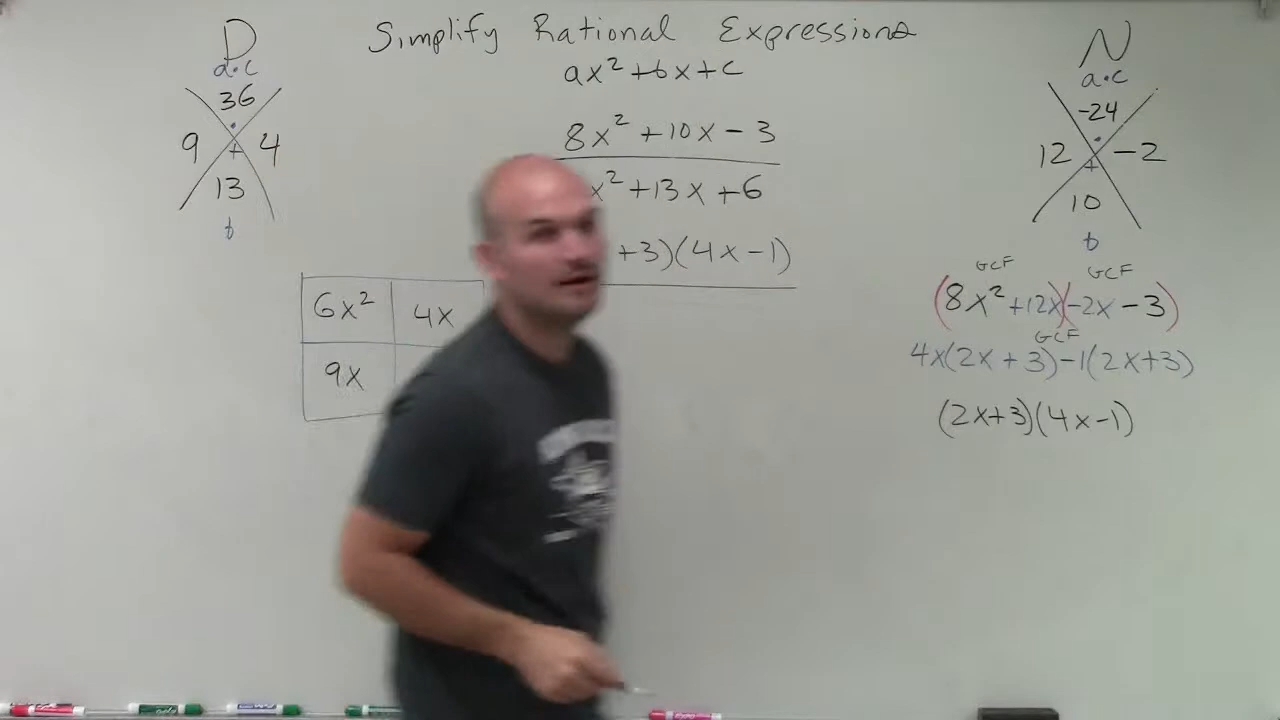 Simplify Rational Expressions
ax² + bx + c
8x² + 10x - 3
x² + 13x + 6
+3)(4x - 1)
D
a·c
36
9 · 4
+
13
b
6x² 4x
9x
N
a·c
-24
12 · -2
+
10
b
GCF GCF
(8x² + 12x)(-2x - 3)
GCF
4x(2x + 3) - 1(2x + 3)
(2x+3)(4x-1)